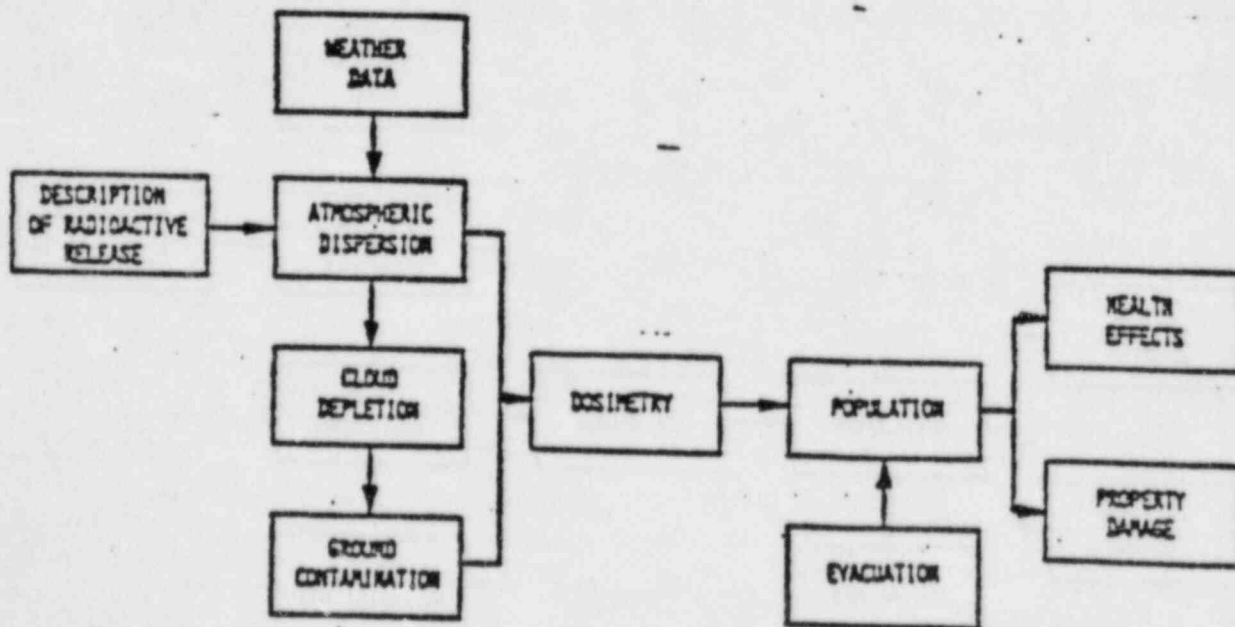 WEATHER
DATA
DESCRIPTION
OF RADIOACTIVE
RELEASE
ATMOSPHERIC
DISPERSION
CLOUD
DEPLETION
GROUND
CONTAMINATION
DOSIMETRY
POPULATION
EVACUATION
HEALTH
EFFECTS
PROPERTY
DAMAGE